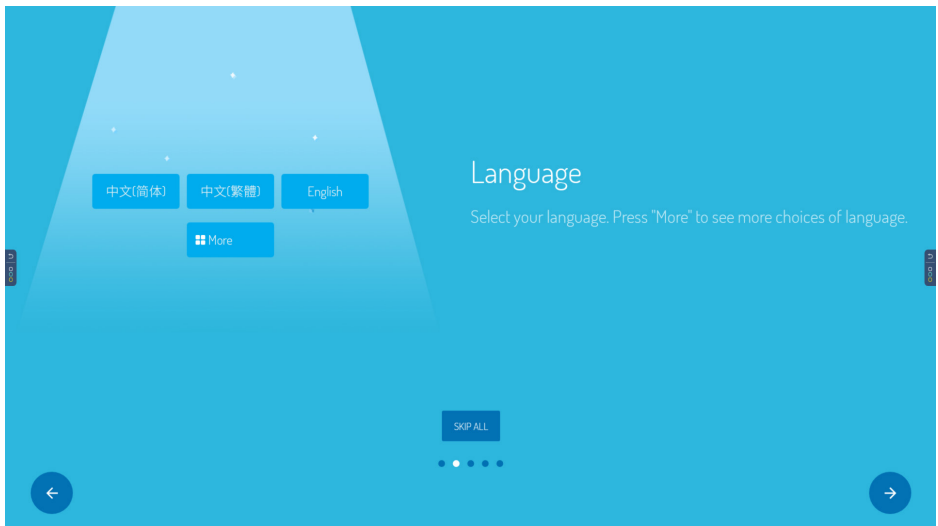 中文(简体)
中文(繁體)
English
More
Language
Select your language. Press "More" to see more choices of language.
SKIP ALL